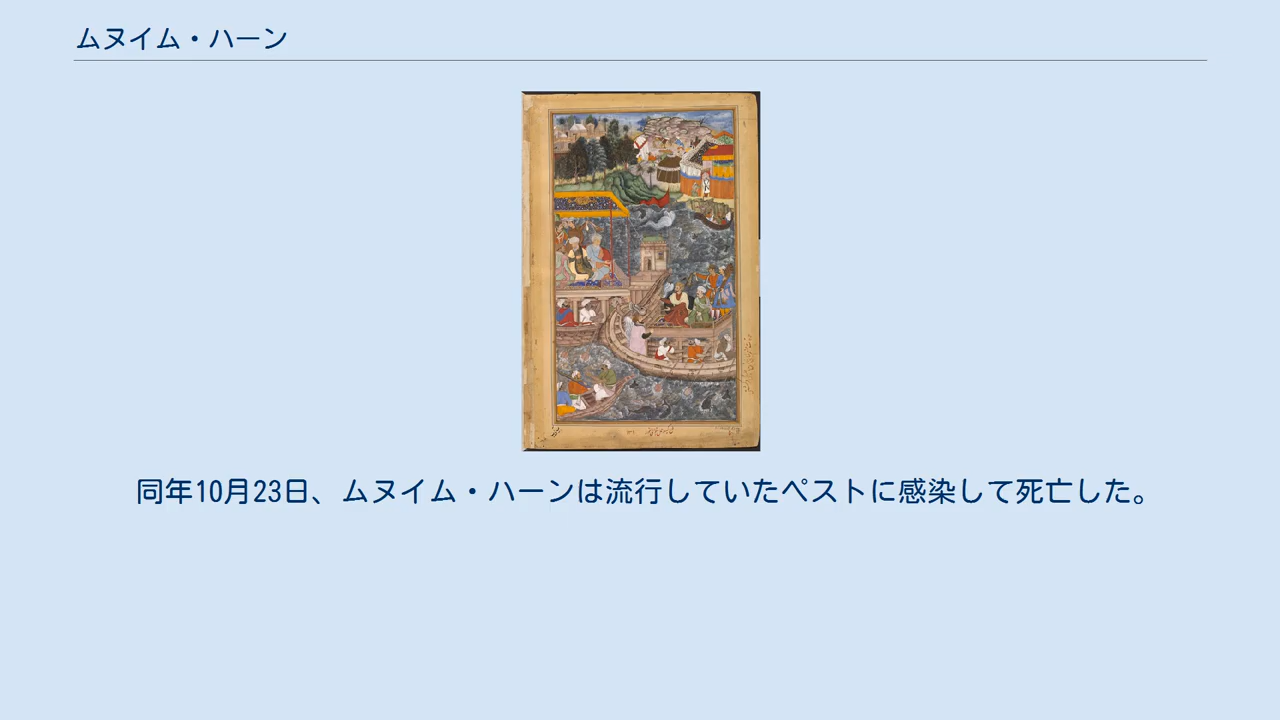 ムヌイム・ハーン
同年10月23日、ムヌイム・ハーンは流行していたペストに感染して死亡した。